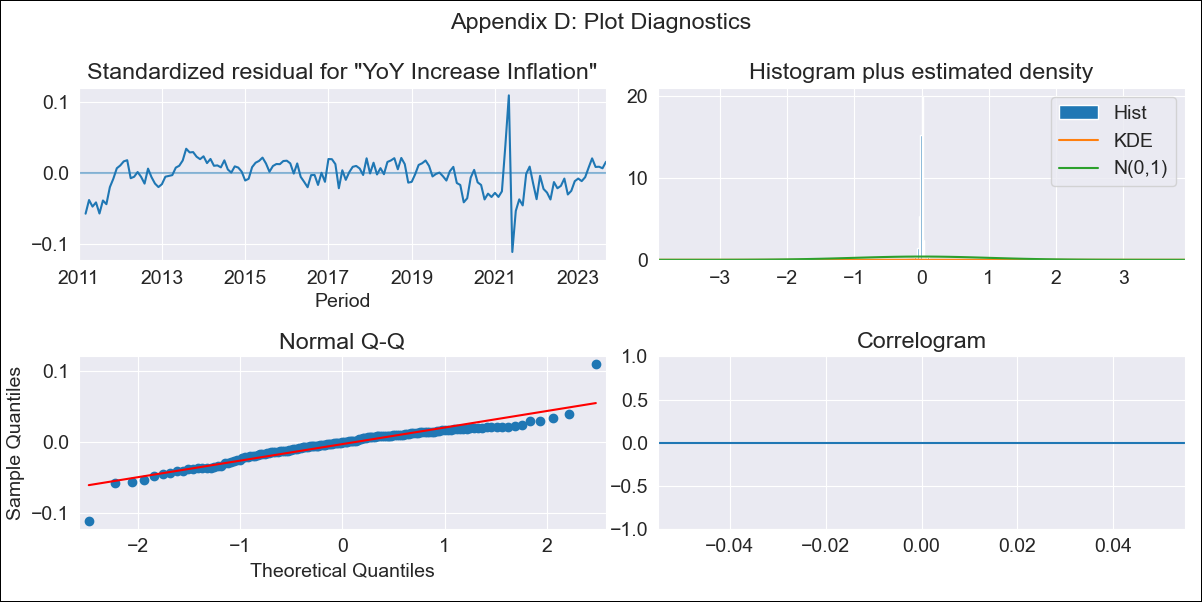 Appendix D: Plot Diagnostics
Standardized residual for "YoY Increase Inflation"
0.1
0.0
−0.1
2011 2013 2015 2017 2019 2021 2023
Period
Histogram plus estimated density
20
10
0
−3 −2 −1 0 1 2 3
Hist
KDE
N(0,1)
Normal Q-Q
Sample Quantiles
0.1
0.0
−0.1
−2 −1 0 1 2
Theoretical Quantiles
Correlogram
1.0
0.5
0.0
−0.5
−1.0
−0.04 −0.02 0.00 0.02 0.04